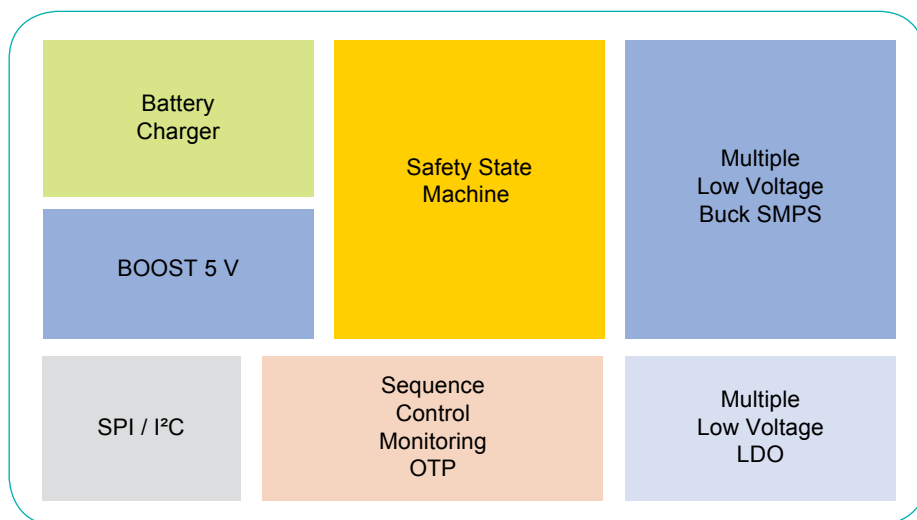 Battery
Charger
Safety State
Machine
Multiple
Low Voltage
Buck SMPS
BOOST 5 V
SPI / I²C
Sequence
Control
Monitoring
OTP
Multiple
Low Voltage
LDO